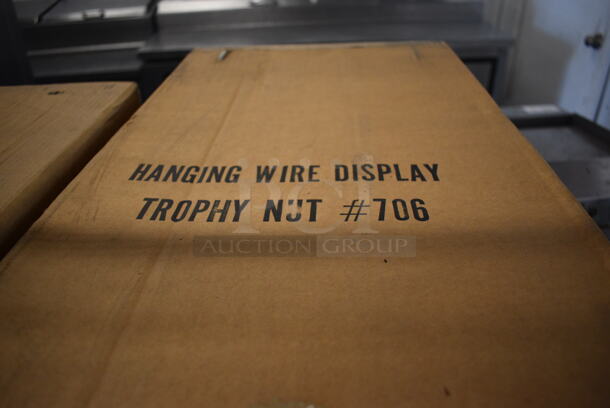 HANGING WIRE DISPLAY
TROPHY NUT #706
AUCTION GROUP